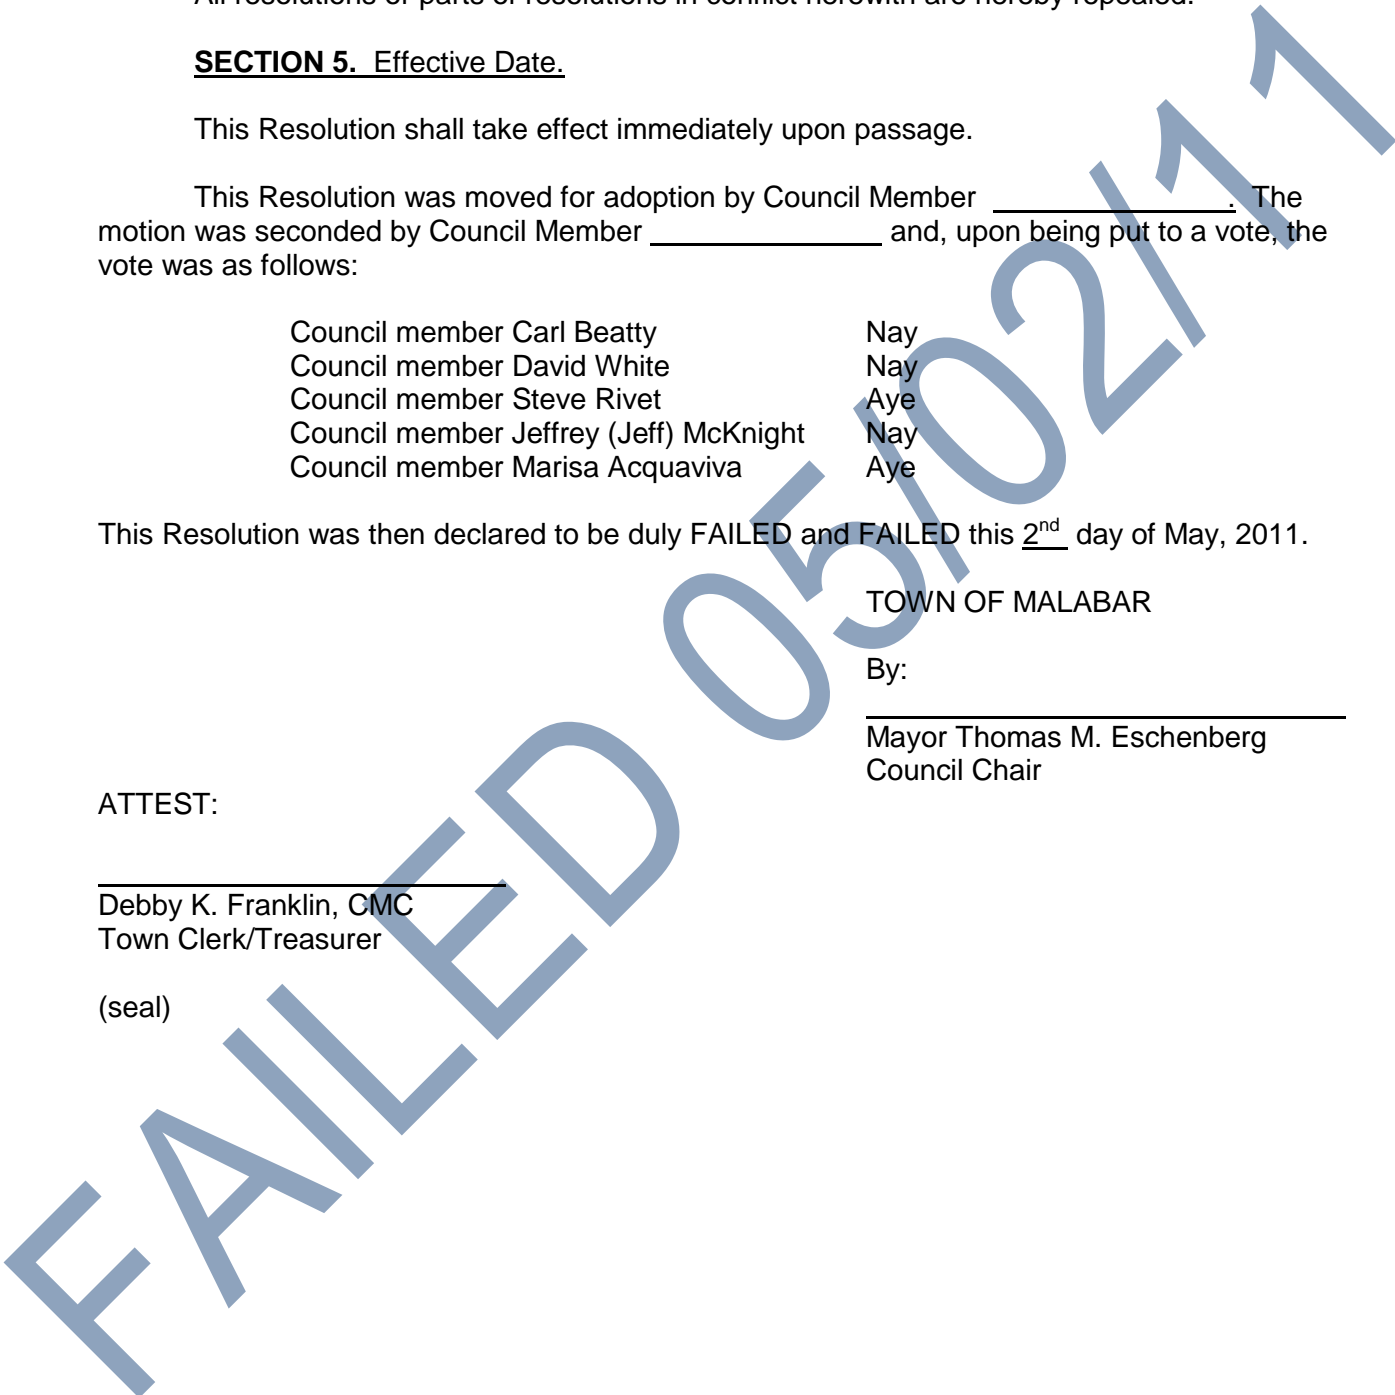 All resolutions or parts of resolutions in conflict herewith are hereby repealed.
SECTION 5. Effective Date.
This Resolution shall take effect immediately upon passage.
This Resolution was moved for adoption by Council Member ______________. The
motion was seconded by Council Member ______________ and, upon being put to a vote, the
vote was as follows:
Council member Carl Beatty Nay
Council member David White Nay
Council member Steve Rivet Aye
Council member Jeffrey (Jeff) McKnight Nay
Council member Marisa Acquaviva Aye
This Resolution was then declared to be duly FAILED and FAILED this 2nd day of May, 2011.
TOWN OF MALABAR
By:
Mayor Thomas M. Eschenberg
Council Chair
ATTEST:
Debby K. Franklin, CMC
Town Clerk/Treasurer
(seal)
FAILED 05/02/11